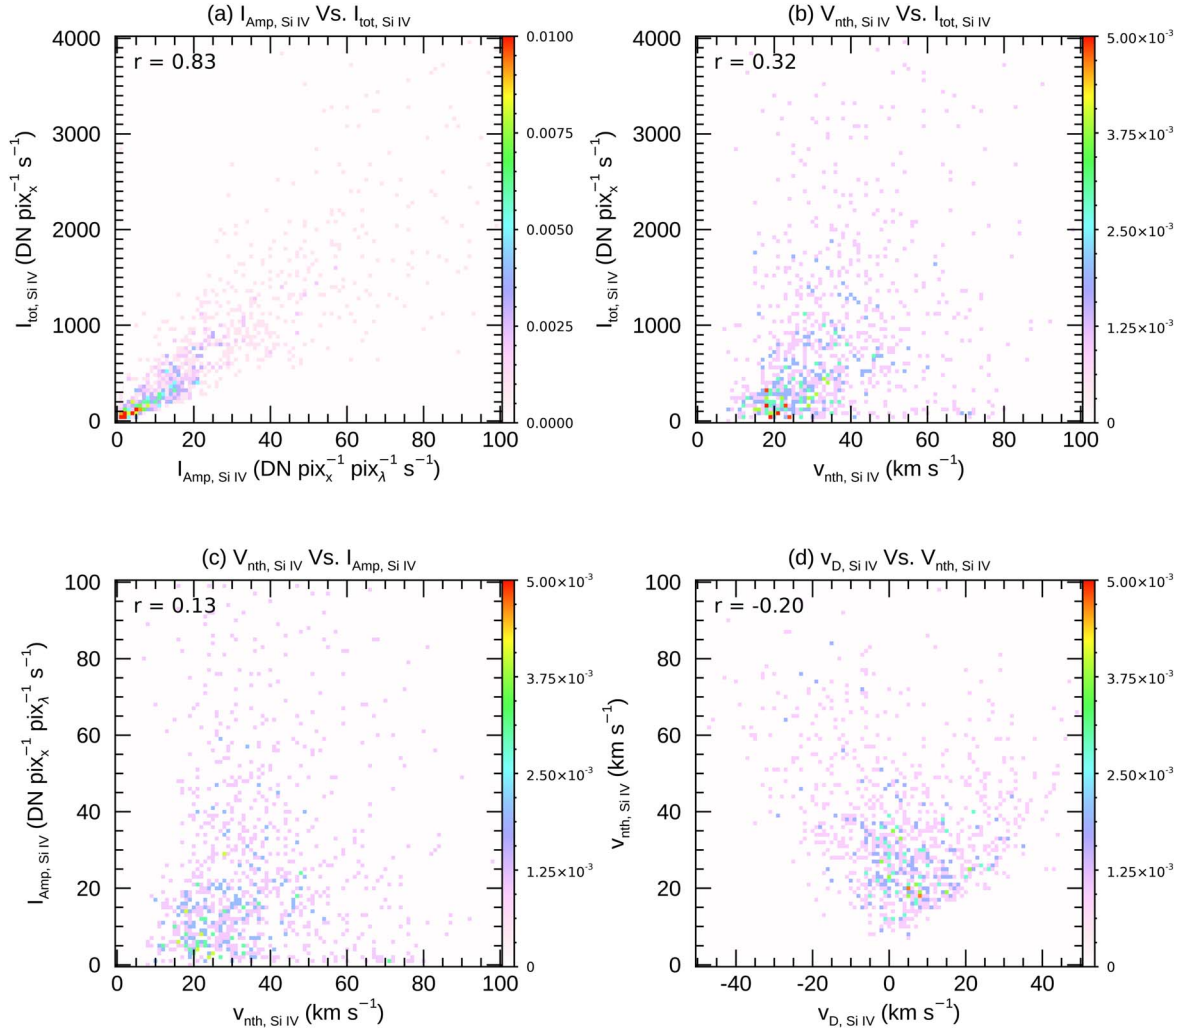 (a) I_Amp, Si IV Vs. I_tot, Si IV
r = 0.83
4000
3000
2000
1000
0
I_tot, Si IV (DN pix_x^−1 s^−1)
0 20 40 60 80 100
I_Amp, Si IV (DN pix_x^−1 pix_λ^−1 s^−1)
0.0100
0.0075
0.0050
0.0025
0.0000
(b) V_nth, Si IV Vs. I_tot, Si IV
r = 0.32
4000
3000
2000
1000
0
I_tot, Si IV (DN pix_x^−1 s^−1)
0 20 40 60 80 100
v_nth, Si IV (km s^−1)
5.00×10^-3
3.75×10^-3
2.50×10^-3
1.25×10^-3
0
(c) V_nth, Si IV Vs. I_Amp, Si IV
r = 0.13
100
80
60
40
20
0
I_Amp, Si IV (DN pix_x^−1 pix_λ^−1 s^−1)
0 20 40 60 80 100
v_nth, Si IV (km s^−1)
5.00×10^-3
3.75×10^-3
2.50×10^-3
1.25×10^-3
0
(d) v_D, Si IV Vs. V_nth, Si IV
r = -0.20
100
80
60
40
20
0
v_nth, Si IV (km s^−1)
-40 -20 0 20 40
v_D, Si IV (km s^−1)
5.00×10^-3
3.75×10^-3
2.50×10^-3
1.25×10^-3
0